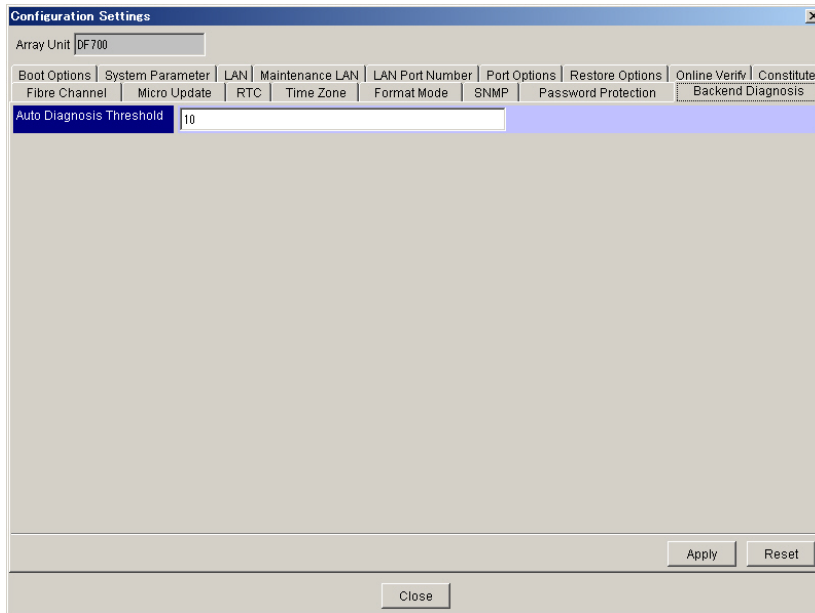 Configuration Settings
Array Unit DF700
Boot Options System Parameter LAN Maintenance LAN LAN Port Number Port Options Restore Options Online Verify Constitute
Fibre Channel Micro Update RTC Time Zone Format Mode SNMP Password Protection Backend Diagnosis
Auto Diagnosis Threshold 10
Apply Reset
Close